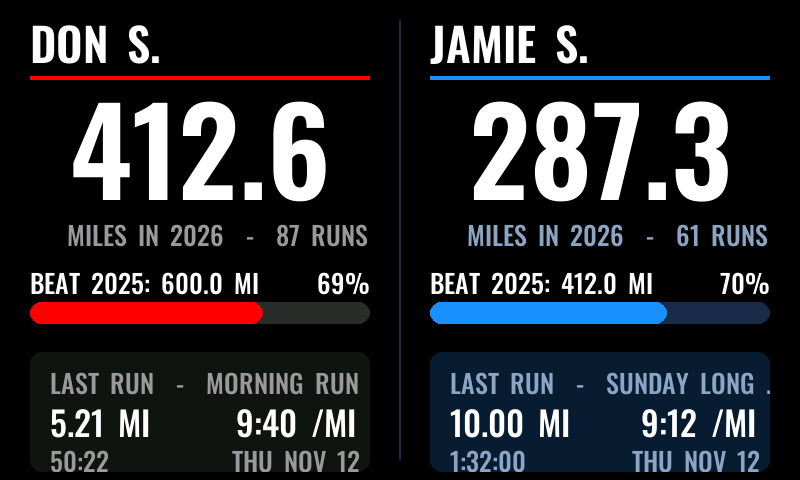 DON S.
412.6
MILES IN 2026 - 87 RUNS
BEAT 2025: 600.0 MI 69%
LAST RUN - MORNING RUN
5.21 MI 9:40 /MI
50:22 THU NOV 12
JAMIE S.
287.3
MILES IN 2026 - 61 RUNS
BEAT 2025: 412.0 MI 70%
LAST RUN - SUNDAY LONG .
10.00 MI 9:12 /MI
1:32:00 THU NOV 12